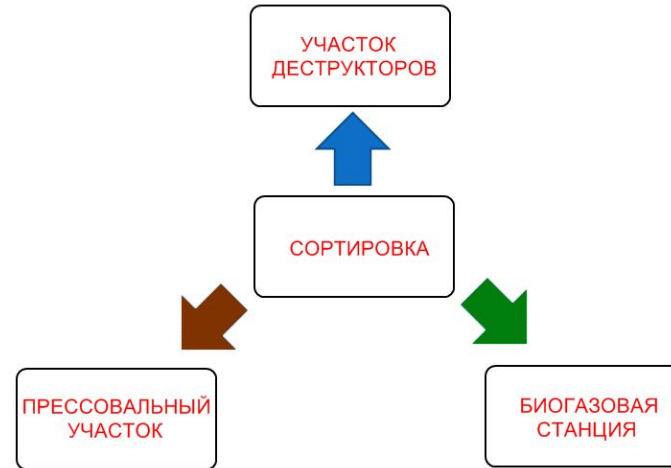 УЧАСТОК
ДЕСТРУКТОРОВ
СОРТИРОВКА
ПРЕССОВАЛЬНЫЙ
УЧАСТОК
БИОГАЗОВАЯ
СТАНЦИЯ